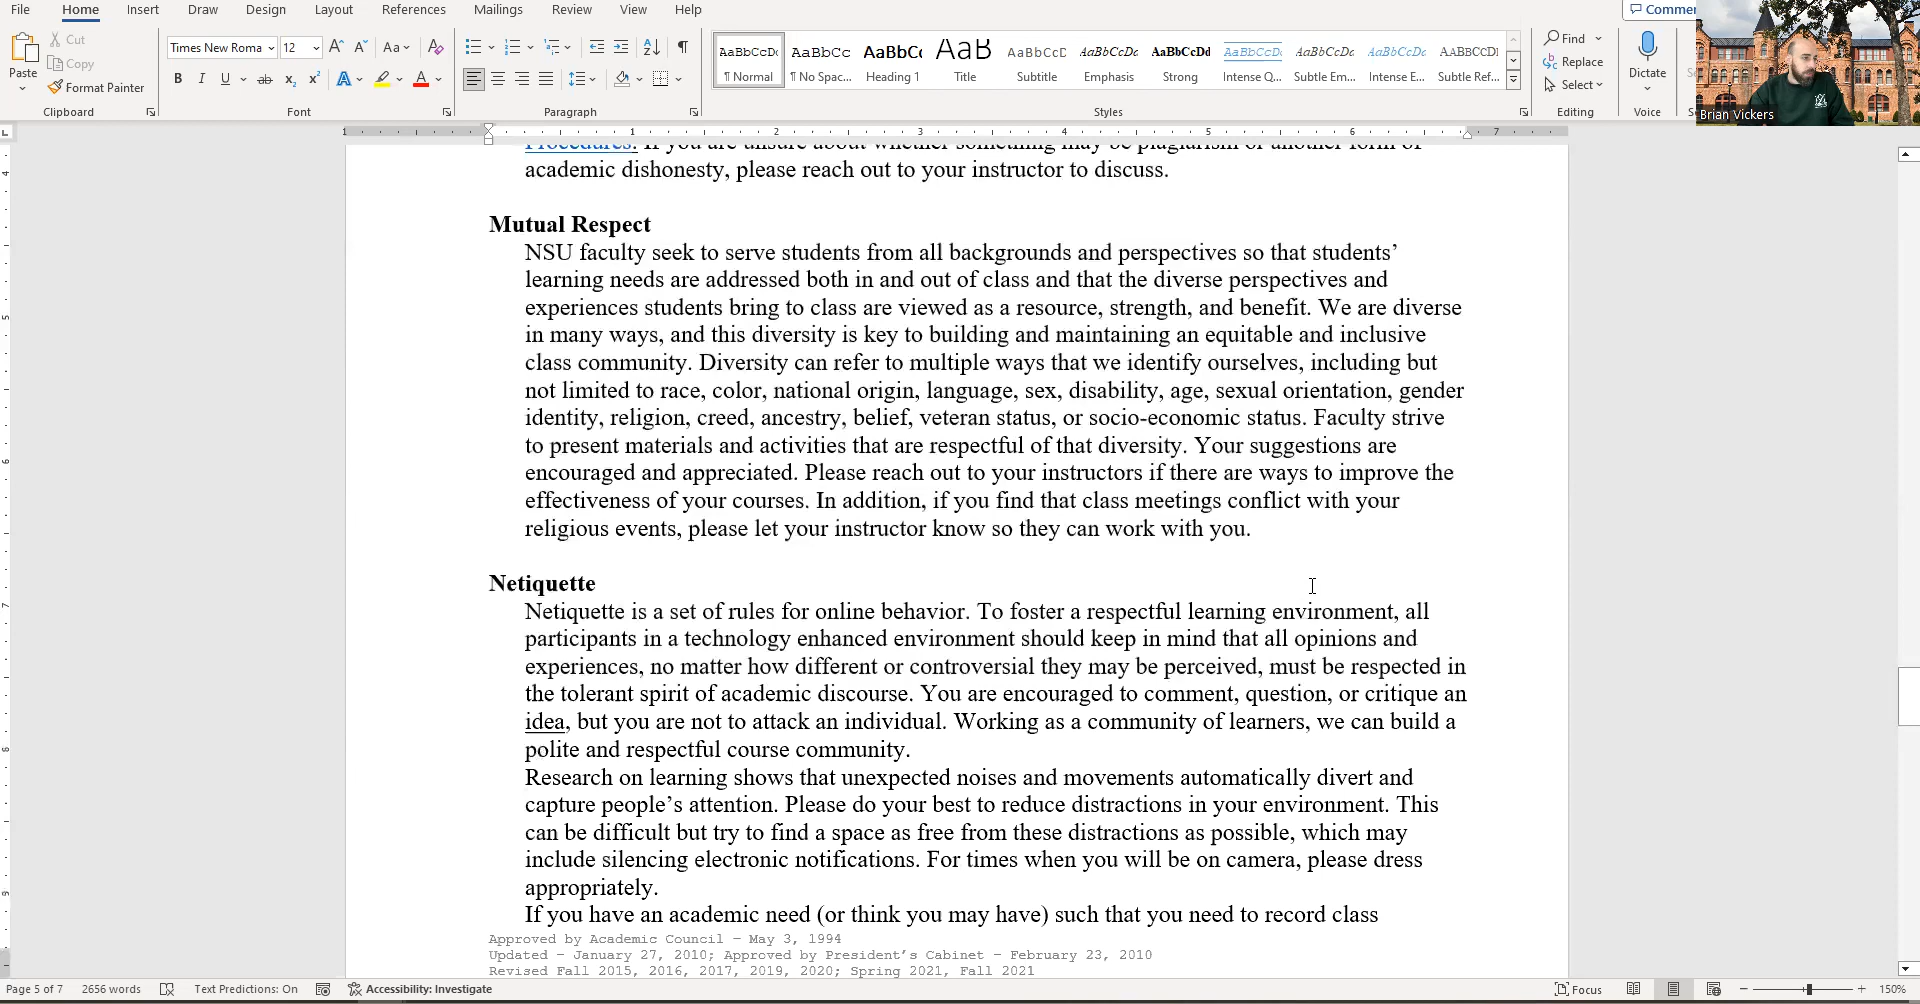 File Home Insert Draw Design Layout References Mailings Review View Help
Cut
Copy
Paste
Format Painter
Clipboard
Times New Roma 12
Font
Paragraph
AaBbCcDc AaBbCc AaBbCc AaB AaBbCcD AaBbCcDc AaBbCcDd AaBbCcDc AaBbCcDc AaBbCcDc AABBCCDI
¶ Normal ¶ No Spac... Heading 1 Title Subtitle Emphasis Strong Intense Q... Subtle Em... Intense E... Subtle Ref...
Styles
Find
Replace
Select
Editing
Dictate
Voice
Brian Vickers
Procedures. If you are unsure about whether something may be plagiarism or another form of
academic dishonesty, please reach out to your instructor to discuss.
Mutual Respect
NSU faculty seek to serve students from all backgrounds and perspectives so that students’
learning needs are addressed both in and out of class and that the diverse perspectives and
experiences students bring to class are viewed as a resource, strength, and benefit. We are diverse
in many ways, and this diversity is key to building and maintaining an equitable and inclusive
class community. Diversity can refer to multiple ways that we identify ourselves, including but
not limited to race, color, national origin, language, sex, disability, age, sexual orientation, gender
identity, religion, creed, ancestry, belief, veteran status, or socio-economic status. Faculty strive
to present materials and activities that are respectful of that diversity. Your suggestions are
encouraged and appreciated. Please reach out to your instructors if there are ways to improve the
effectiveness of your courses. In addition, if you find that class meetings conflict with your
religious events, please let your instructor know so they can work with you.
Netiquette
Netiquette is a set of rules for online behavior. To foster a respectful learning environment, all
participants in a technology enhanced environment should keep in mind that all opinions and
experiences, no matter how different or controversial they may be perceived, must be respected in
the tolerant spirit of academic discourse. You are encouraged to comment, question, or critique an
idea, but you are not to attack an individual. Working as a community of learners, we can build a
polite and respectful course community.
Research on learning shows that unexpected noises and movements automatically divert and
capture people’s attention. Please do your best to reduce distractions in your environment. This
can be difficult but try to find a space as free from these distractions as possible, which may
include silencing electronic notifications. For times when you will be on camera, please dress
appropriately.
If you have an academic need (or think you may have) such that you need to record class
Approved by Academic Council – May 3, 1994
Updated – January 27, 2010; Approved by President’s Cabinet – February 23, 2010
Revised Fall 2015, 2016, 2017, 2019, 2020; Spring 2021, Fall 2021
Page 5 of 7 2656 words Text Predictions: On Accessibility: Investigate Focus 150%